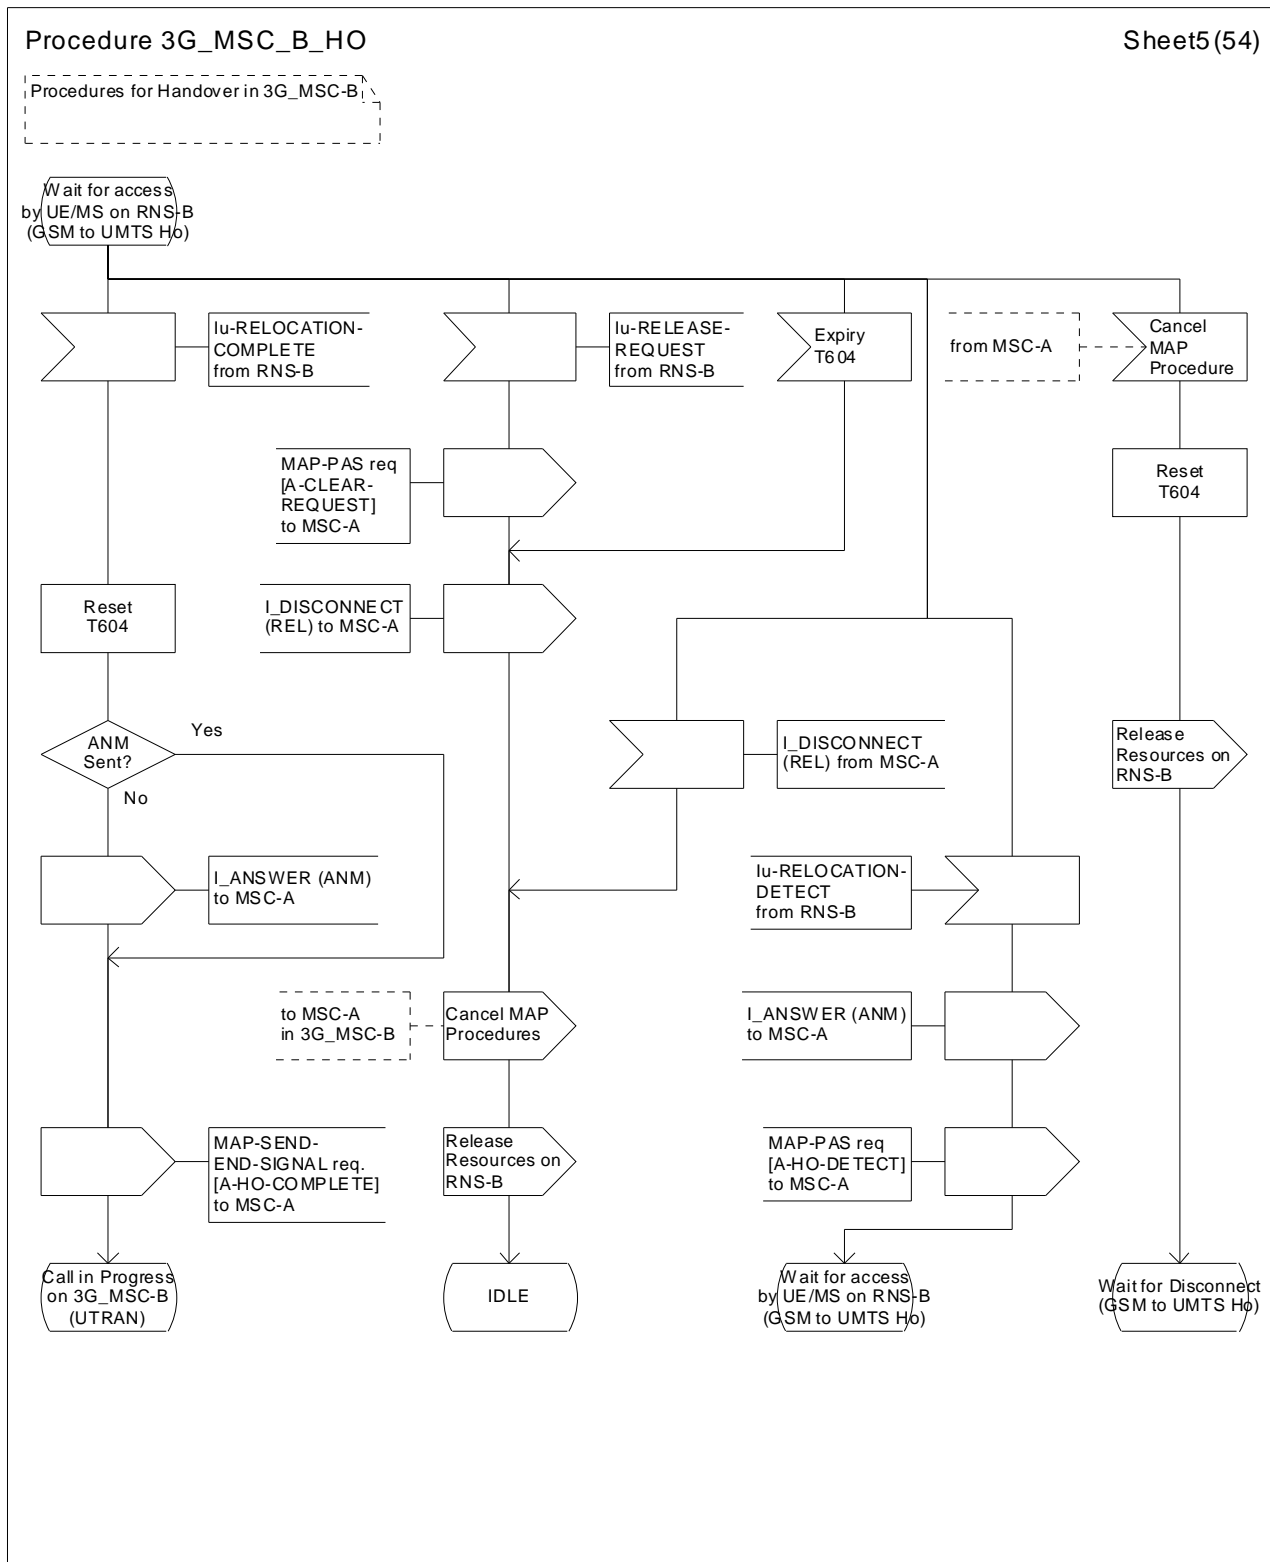 Procedure 3G_MSC_B_HO
Sheet5(54)
Procedures for Handover in 3G_MSC-B
Wait for access
by UE/MS on RNS-B
(GSM to UMTS Ho)
Iu-RELOCATION-
COMPLETE
from RNS-B
Iu-RELEASE-
REQUEST
from RNS-B
Expiry
T604
from MSC-A
Cancel
MAP
Procedure
MAP-PAS req
[A-CLEAR-
REQUEST]
to MSC-A
Reset
T604
Reset
T604
I_DISCONNECT
(REL) to MSC-A
ANM
Sent?
Yes
No
I_DISCONNECT
(REL) from MSC-A
Release
Resources on
RNS-B
I_ANSWER (ANM)
to MSC-A
Iu-RELOCATION-
DETECT
from RNS-B
to MSC-A
in 3G_MSC-B
Cancel MAP
Procedures
I_ANSWER (ANM)
to MSC-A
MAP-SEND-
END-SIGNAL req.
[A-HO-COMPLETE]
to MSC-A
Release
Resources on
RNS-B
MAP-PAS req
[A-HO-DETECT]
to MSC-A
Call in Progress
on 3G_MSC-B
(UTRAN)
IDLE
Wait for access
by UE/MS on RNS-B
(GSM to UMTS Ho)
Wait for Disconnect
(GSM to UMTS Ho)